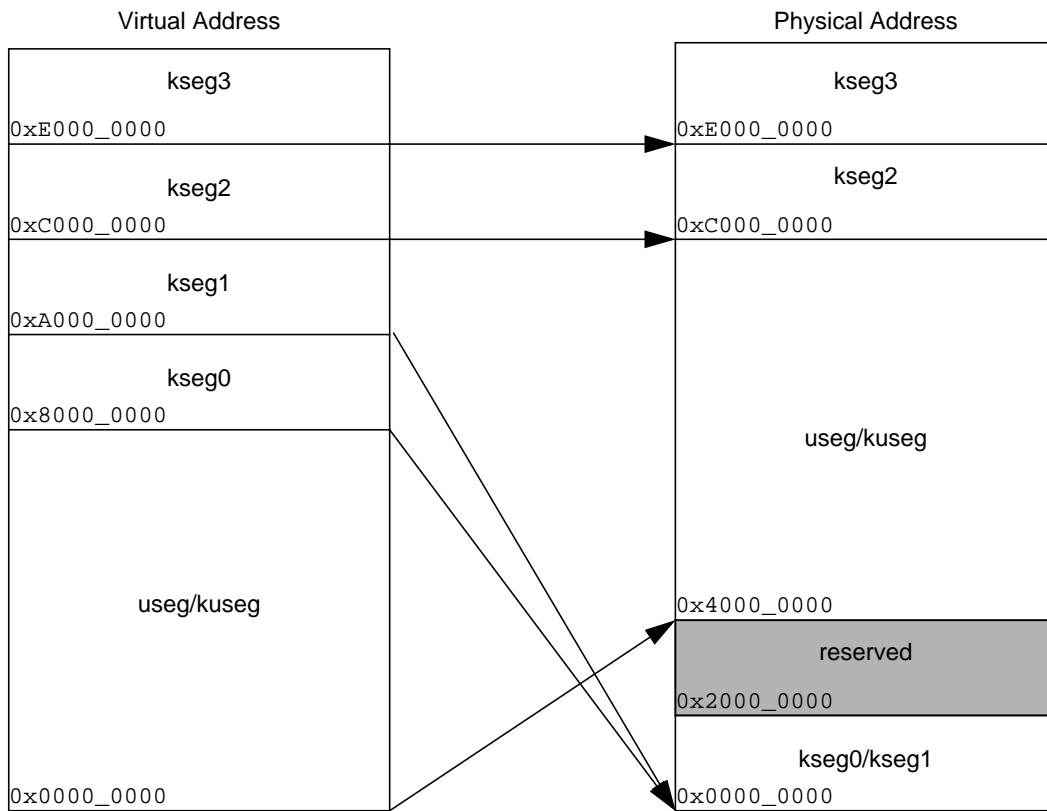 Virtual Address
kseg3
0xE000_0000
kseg2
0xC000_0000
kseg1
0xA000_0000
kseg0
0x8000_0000
useg/kuseg
0x0000_0000
Physical Address
kseg3
0xE000_0000
kseg2
0xC000_0000
useg/kuseg
0x4000_0000
reserved
0x2000_0000
kseg0/kseg1
0x0000_0000